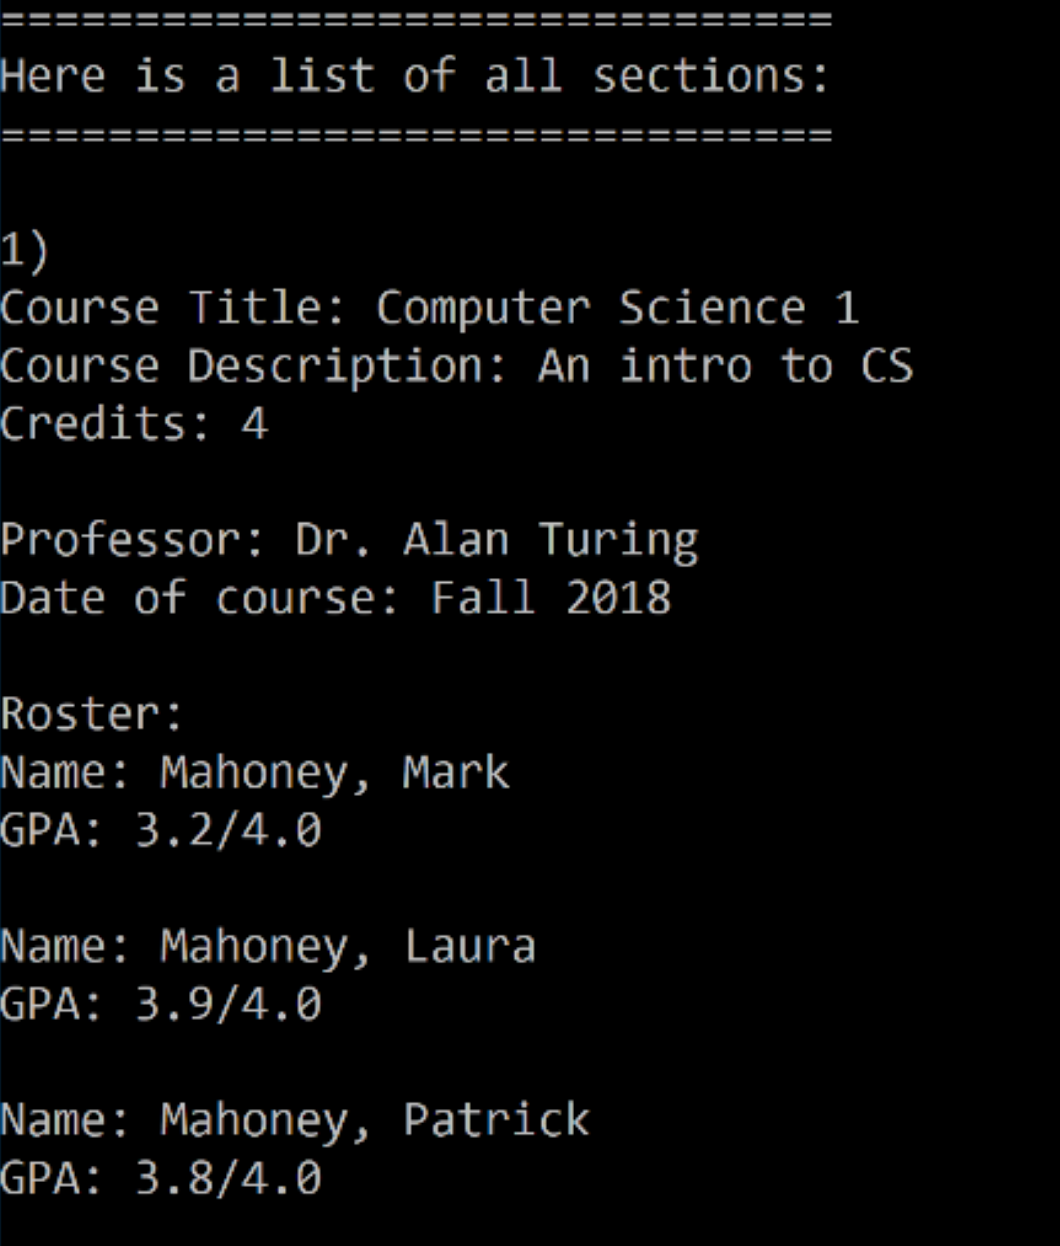 ===============================
Here is a list of all sections:
===============================
1)
Course Title: Computer Science 1
Course Description: An intro to CS
Credits: 4
Professor: Dr. Alan Turing
Date of course: Fall 2018
Roster:
Name: Mahoney, Mark
GPA: 3.2/4.0
Name: Mahoney, Laura
GPA: 3.9/4.0
Name: Mahoney, Patrick
GPA: 3.8/4.0